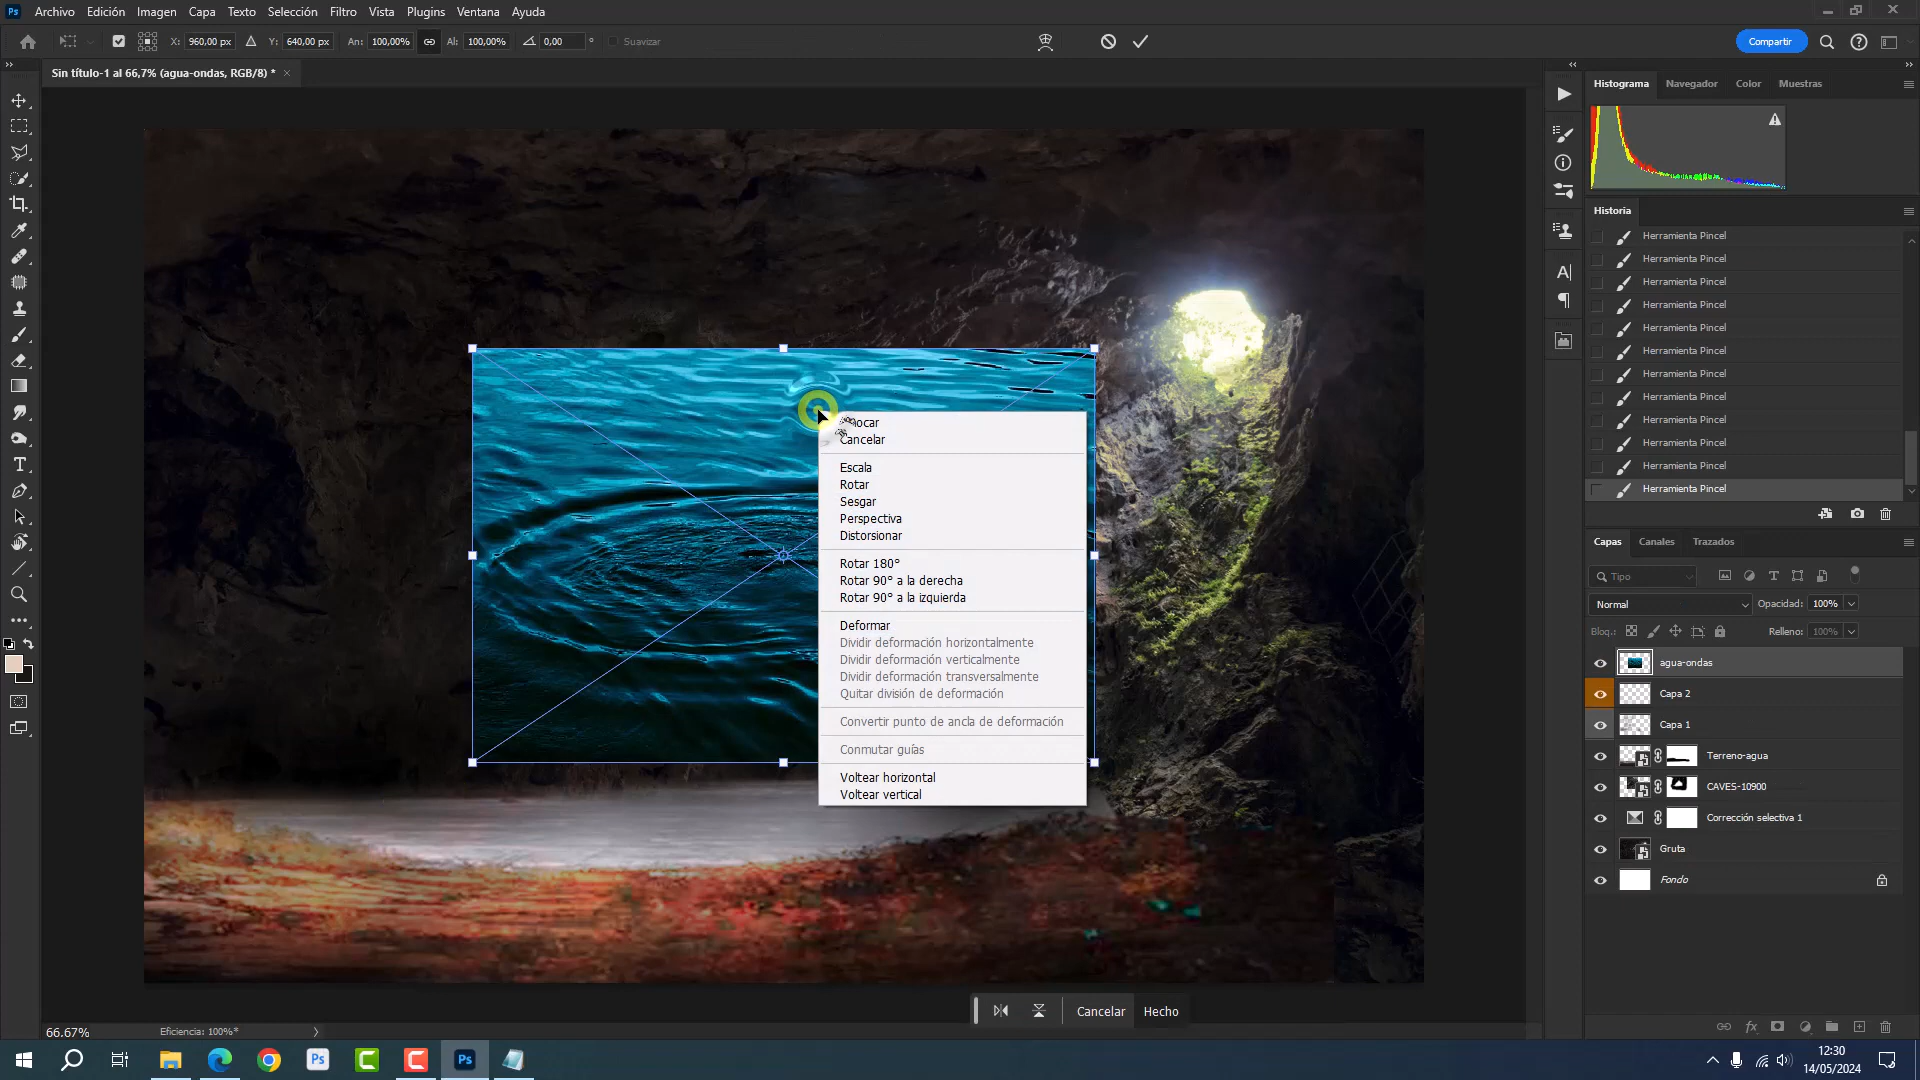 Ps Archivo Edición Imagen Capa Texto Selección Filtro Vista Plugins Ventana Ayuda
X: 960,00 px Y: 640,00 px An: 100,00% Al: 100,00% 0,00 ° Suavizar Compartir
Sin título-1 al 66,7% (agua-ondas, RGB/8) * ×
Histograma Navegador Color Muestras
Historia
Herramienta Pincel
Herramienta Pincel
Herramienta Pincel
Herramienta Pincel
Herramienta Pincel
Herramienta Pincel
Herramienta Pincel
Herramienta Pincel
Herramienta Pincel
Herramienta Pincel
Herramienta Pincel
Herramienta Pincel
Cancelar
Escala
Rotar
Sesgar
Perspectiva
Distorsionar
Rotar 180°
Rotar 90° a la derecha
Rotar 90° a la izquierda
Deformar
Dividir deformación horizontalmente
Dividir deformación verticalmente
Dividir deformación transversalmente
Quitar división de deformación
Convertir punto de ancla de deformación
Conmutar guías
Voltear horizontal
Voltear vertical
Capas Canales Trazados
Tipo
Normal Opacidad: 100%
Bloq.: Relleno: 100%
agua-ondas
Capa 2
Capa 1
Terreno-agua
CAVES-10900
Corrección selectiva 1
Gruta
Fondo
fx
Cancelar Hecho
66.67% Eficiencia: 100%*
Ps C C Ps
12:30
14/05/2024